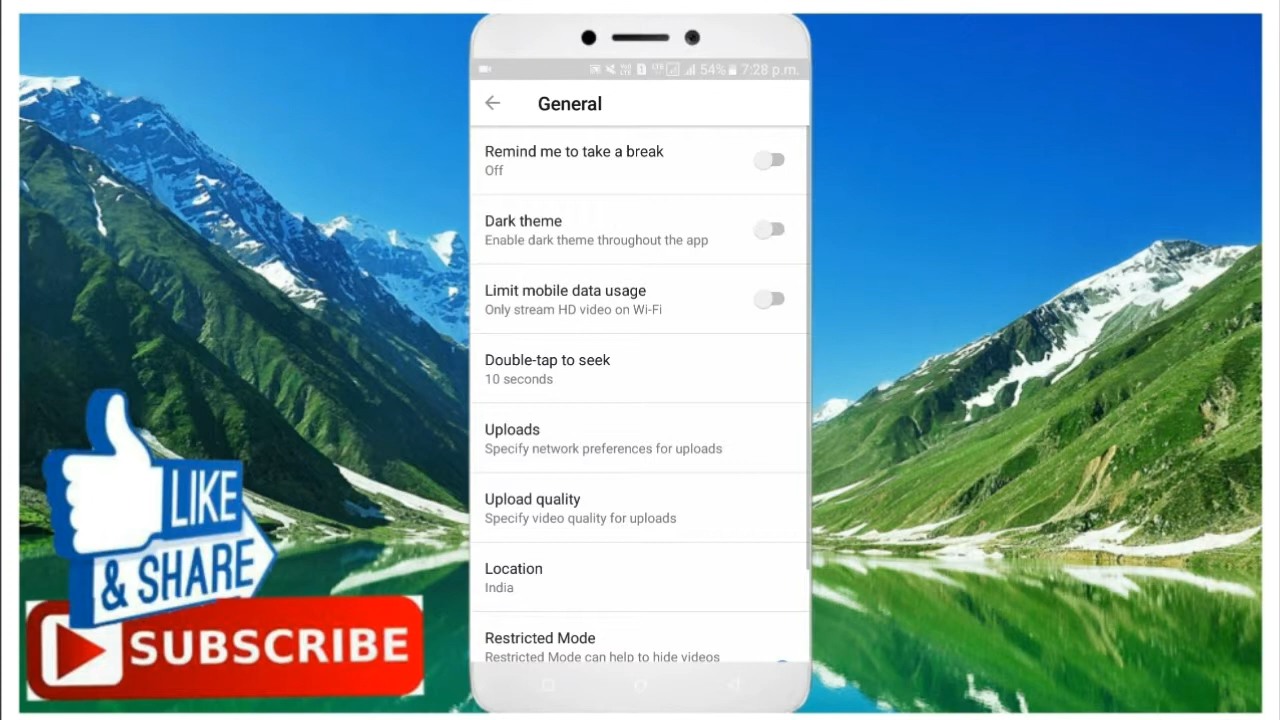 54% 7:28 p.m.
General
Remind me to take a break
Off
Dark theme
Enable dark theme throughout the app
Limit mobile data usage
Only stream HD video on Wi-Fi
Double-tap to seek
10 seconds
Uploads
Specify network preferences for uploads
Upload quality
Specify video quality for uploads
Location
India
Restricted Mode
Restricted Mode can help to hide videos
LIKE
& SHARE
SUBSCRIBE